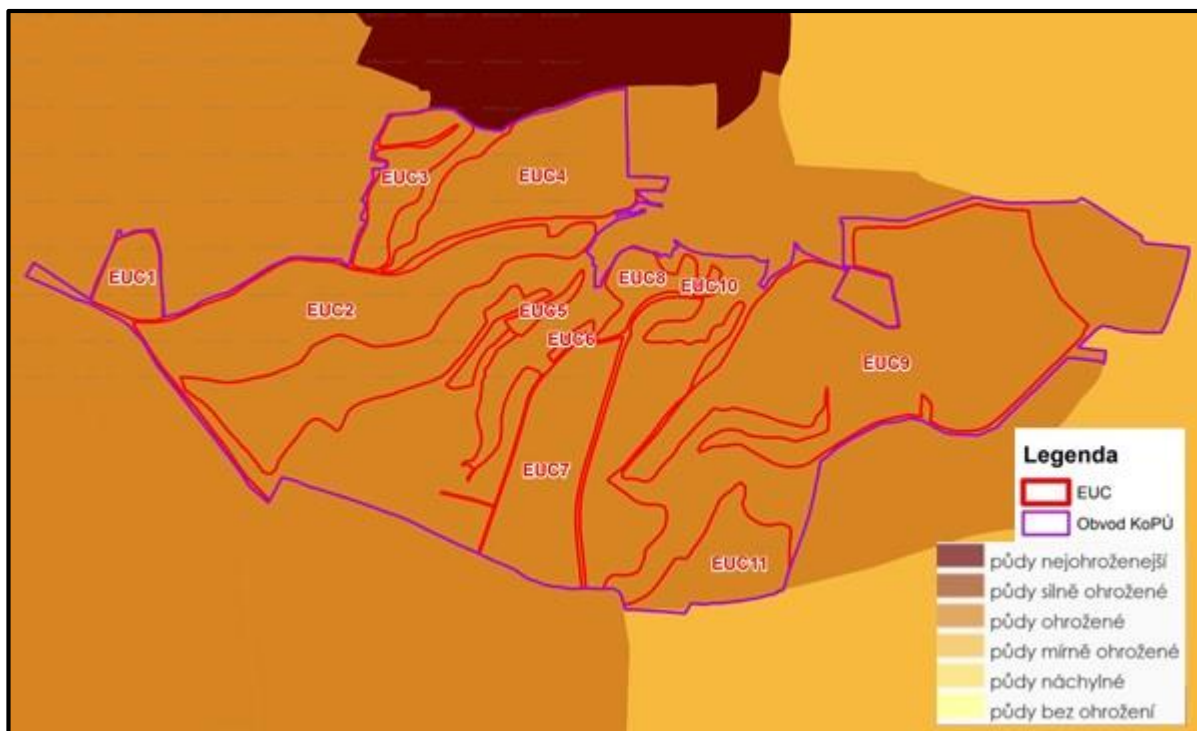 EUC3
EUC4
EUC1
EUC2
EUC8
EUC10
EUC5
EUC6
EUC9
EUC7
EUC11
Legenda
EUC
Obvod KoPÚ
půdy nejohroženejší
půdy silně ohrožené
půdy ohrožené
půdy mírně ohrožené
půdy náchylné
půdy bez ohrožení